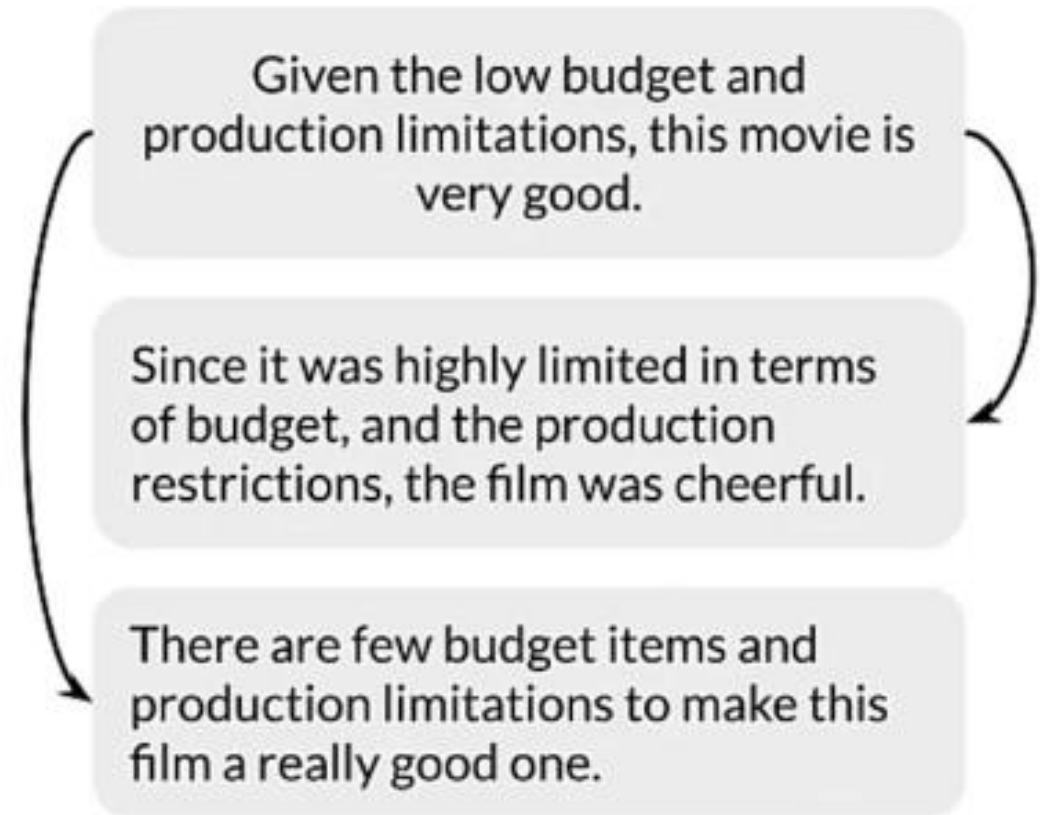 Given the low budget and
production limitations, this movie is
very good.
Since it was highly limited in terms
of budget, and the production
restrictions, the film was cheerful.
There are few budget items and
production limitations to make this
film a really good one.